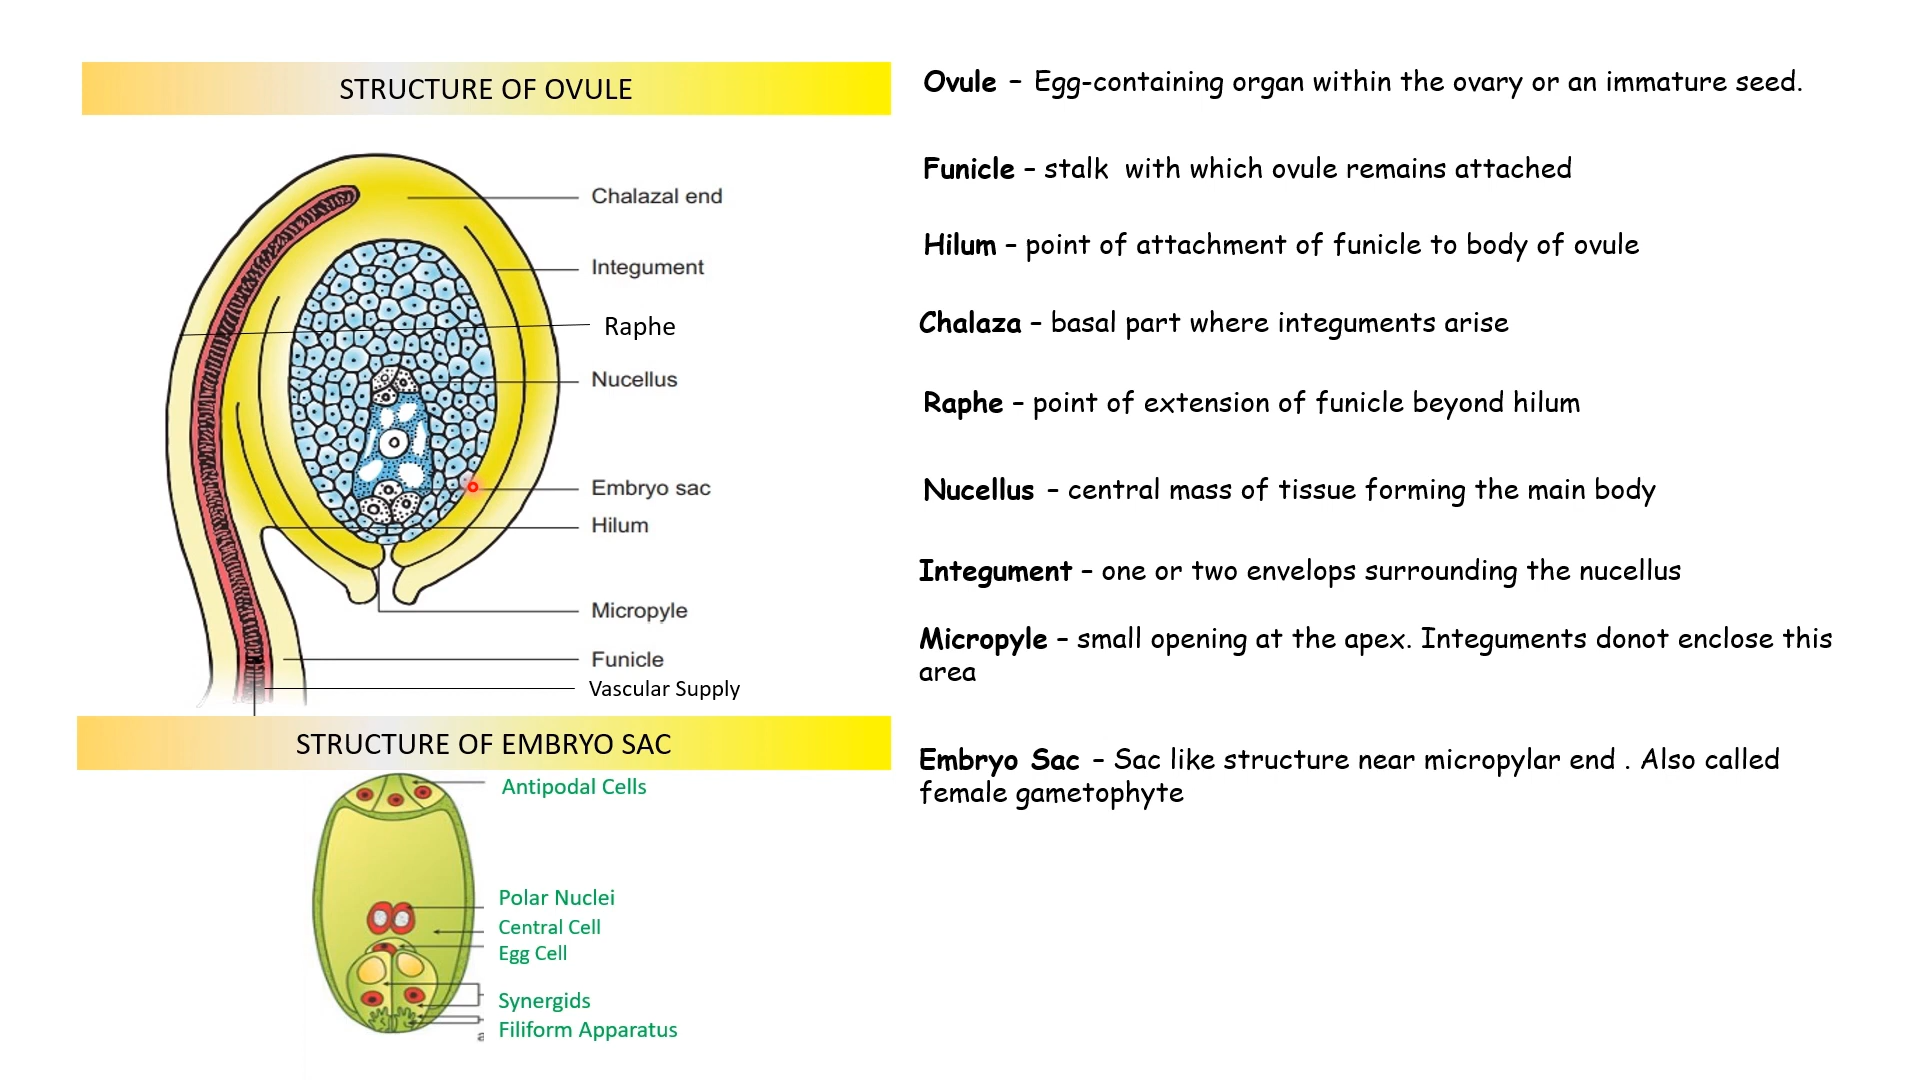 STRUCTURE OF OVULE
Chalazal end
Integument
Raphe
Nucellus
Embryo sac
Hilum
Micropyle
Funicle
Vascular Supply
STRUCTURE OF EMBRYO SAC
Antipodal Cells
Polar Nuclei
Central Cell
Egg Cell
Synergids
Filiform Apparatus
Ovule – Egg-containing organ within the ovary or an immature seed.
Funicle – stalk with which ovule remains attached
Hilum – point of attachment of funicle to body of ovule
Chalaza – basal part where integuments arise
Raphe – point of extension of funicle beyond hilum
Nucellus – central mass of tissue forming the main body
Integument – one or two envelops surrounding the nucellus
Micropyle – small opening at the apex. Integuments donot enclose this
area
Embryo Sac – Sac like structure near micropylar end . Also called
female gametophyte